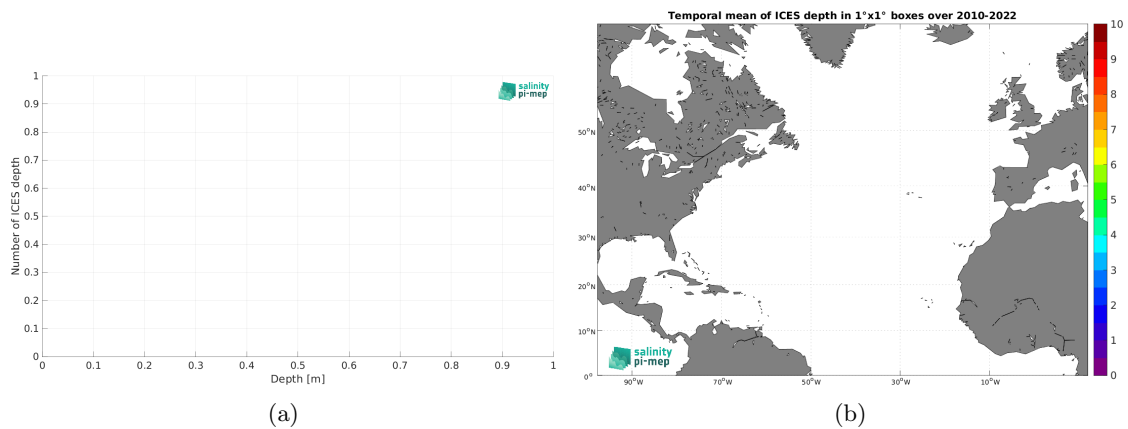 1
0.9
0.8
0.7
0.6
0.5
0.4
0.3
0.2
0.1
0
Number of ICES depth
0 0.1 0.2 0.3 0.4 0.5 0.6 0.7 0.8 0.9 1
Depth [m]
salinity
pi-mep
(a)
Temporal mean of ICES depth in 1°x1° boxes over 2010-2022
50°N
40°N
30°N
20°N
10°N
0°
90°W 70°W 50°W 30°W 10°W
salinity
pi-mep
10
9
8
7
6
5
4
3
2
1
0
(b)